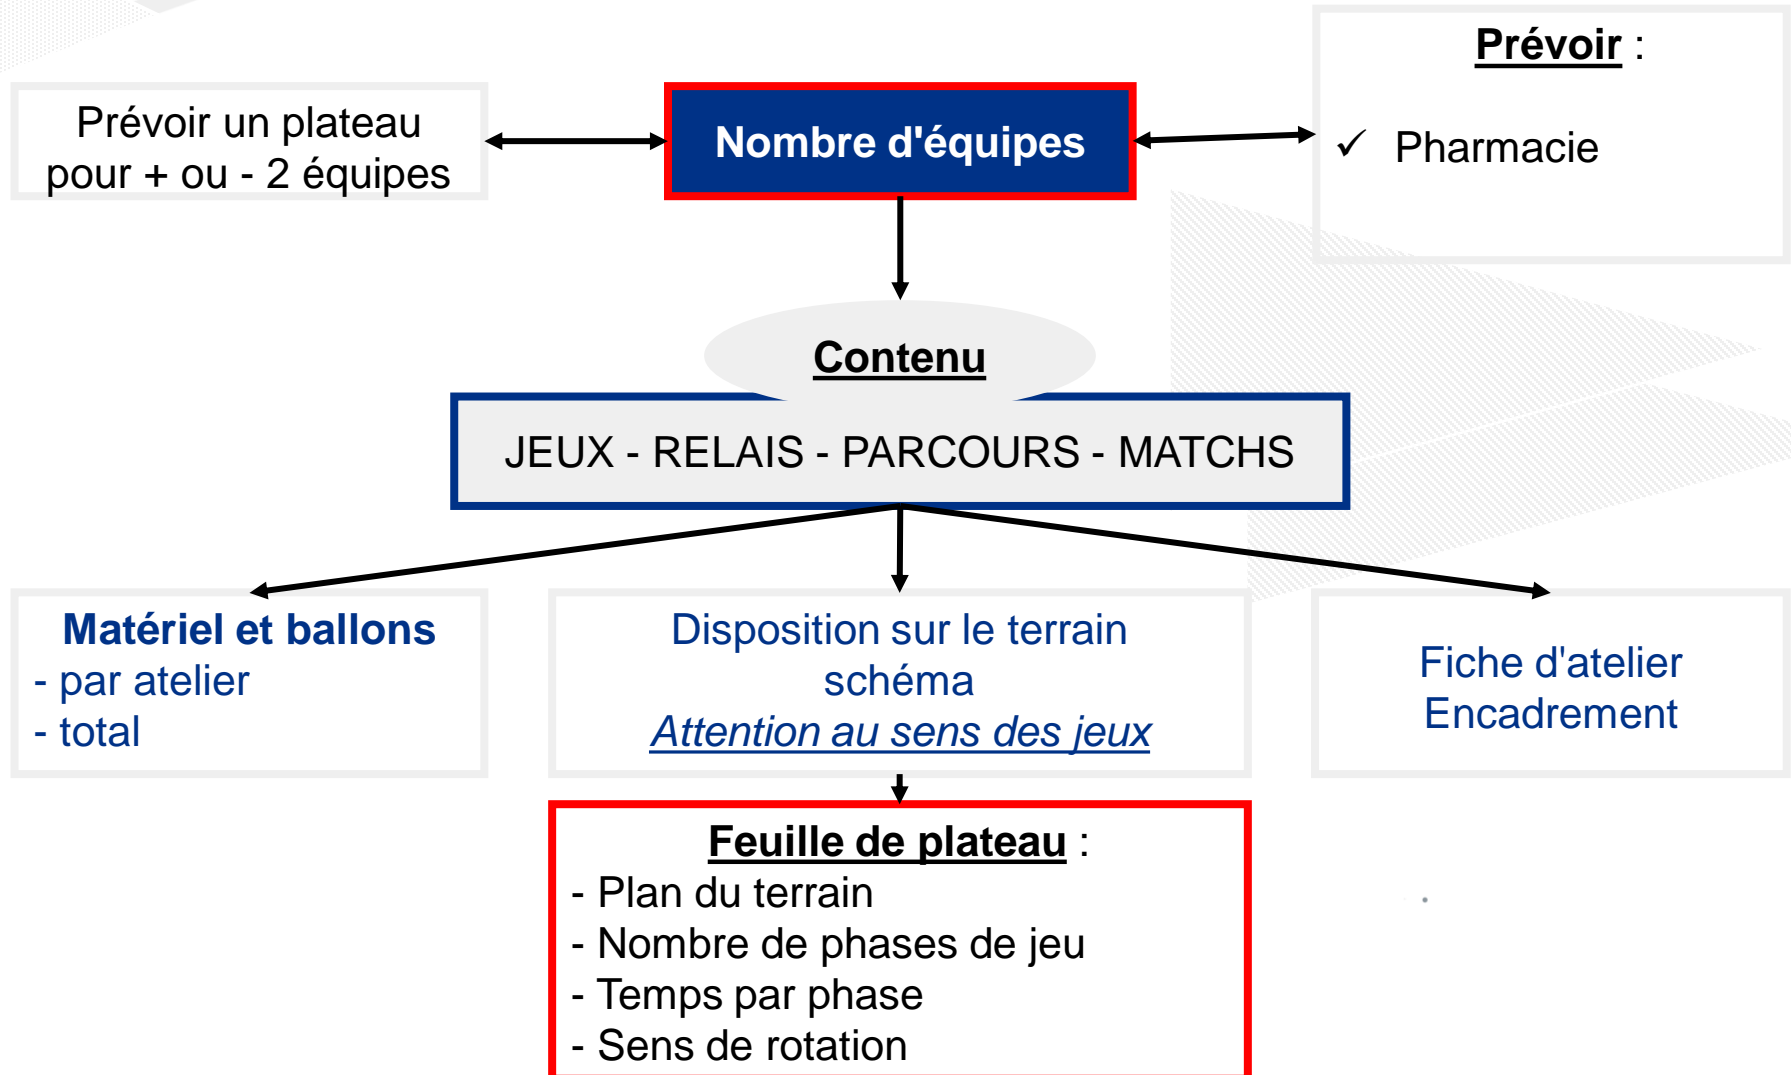 Prévoir un plateau
pour + ou - 2 équipes
Nombre d'équipes
Prévoir :
✓ Pharmacie
Contenu
JEUX - RELAIS - PARCOURS - MATCHS
Matériel et ballons
- par atelier
- total
Disposition sur le terrain
schéma
Attention au sens des jeux
Fiche d'atelier
Encadrement
Feuille de plateau :
- Plan du terrain
- Nombre de phases de jeu
- Temps par phase
- Sens de rotation